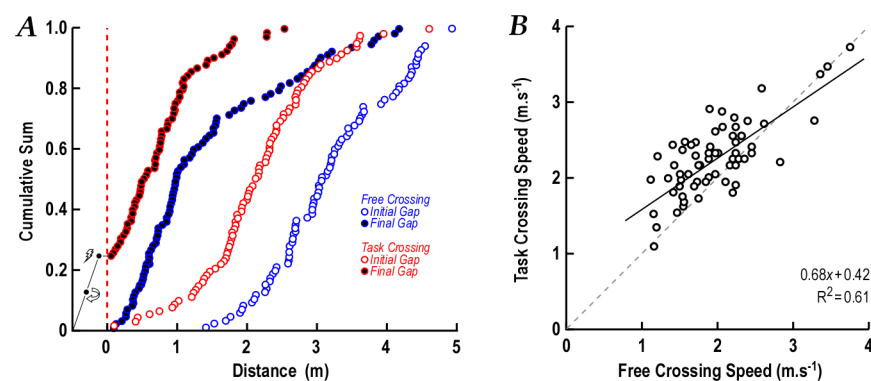 A
1.0
0.8
0.6
0.4
0.2
0
Cumulative Sum
0
1
2
3
4
5
Distance (m)
Free Crossing
Initial Gap
Final Gap
Task Crossing
Initial Gap
Final Gap
B
4
3
2
1
0
Task Crossing Speed (m.s⁻¹)
0.68x+0.42
R²=0.61
0
1
2
3
4
Free Crossing Speed (m.s⁻¹)